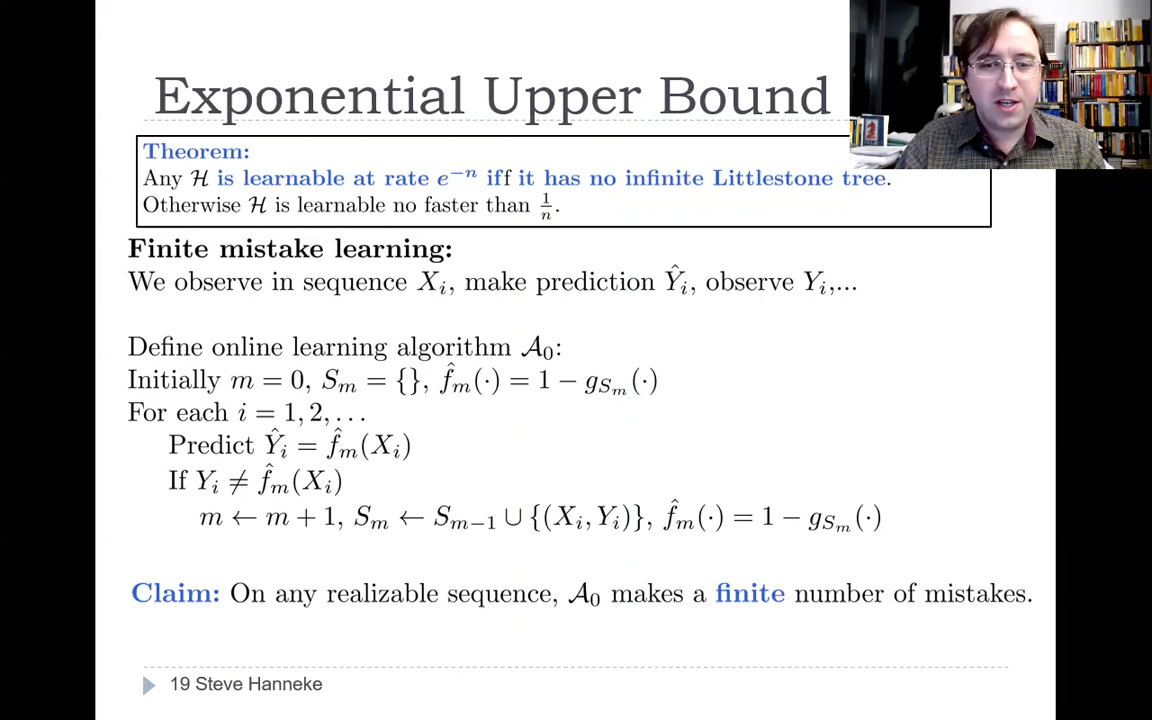 Exponential Upper Bound
Theorem:
Any ℋ is learnable at rate e⁻ⁿ iff it has no infinite Littlestone tree.
Otherwise ℋ is learnable no faster than 1/n.
Finite mistake learning:
We observe in sequence X_i, make prediction Ŷ_i, observe Y_i,...
Define online learning algorithm 𝒜₀:
Initially m = 0, S_m = {}, f̂_m(·) = 1 − g_{S_m}(·)
For each i = 1, 2, . . .
Predict Ŷ_i = f̂_m(X_i)
If Y_i ≠ f̂_m(X_i)
m ← m + 1, S_m ← S_{m−1} ∪ {(X_i, Y_i)}, f̂_m(·) = 1 − g_{S_m}(·)
Claim: On any realizable sequence, 𝒜₀ makes a finite number of mistakes.
19 Steve Hanneke